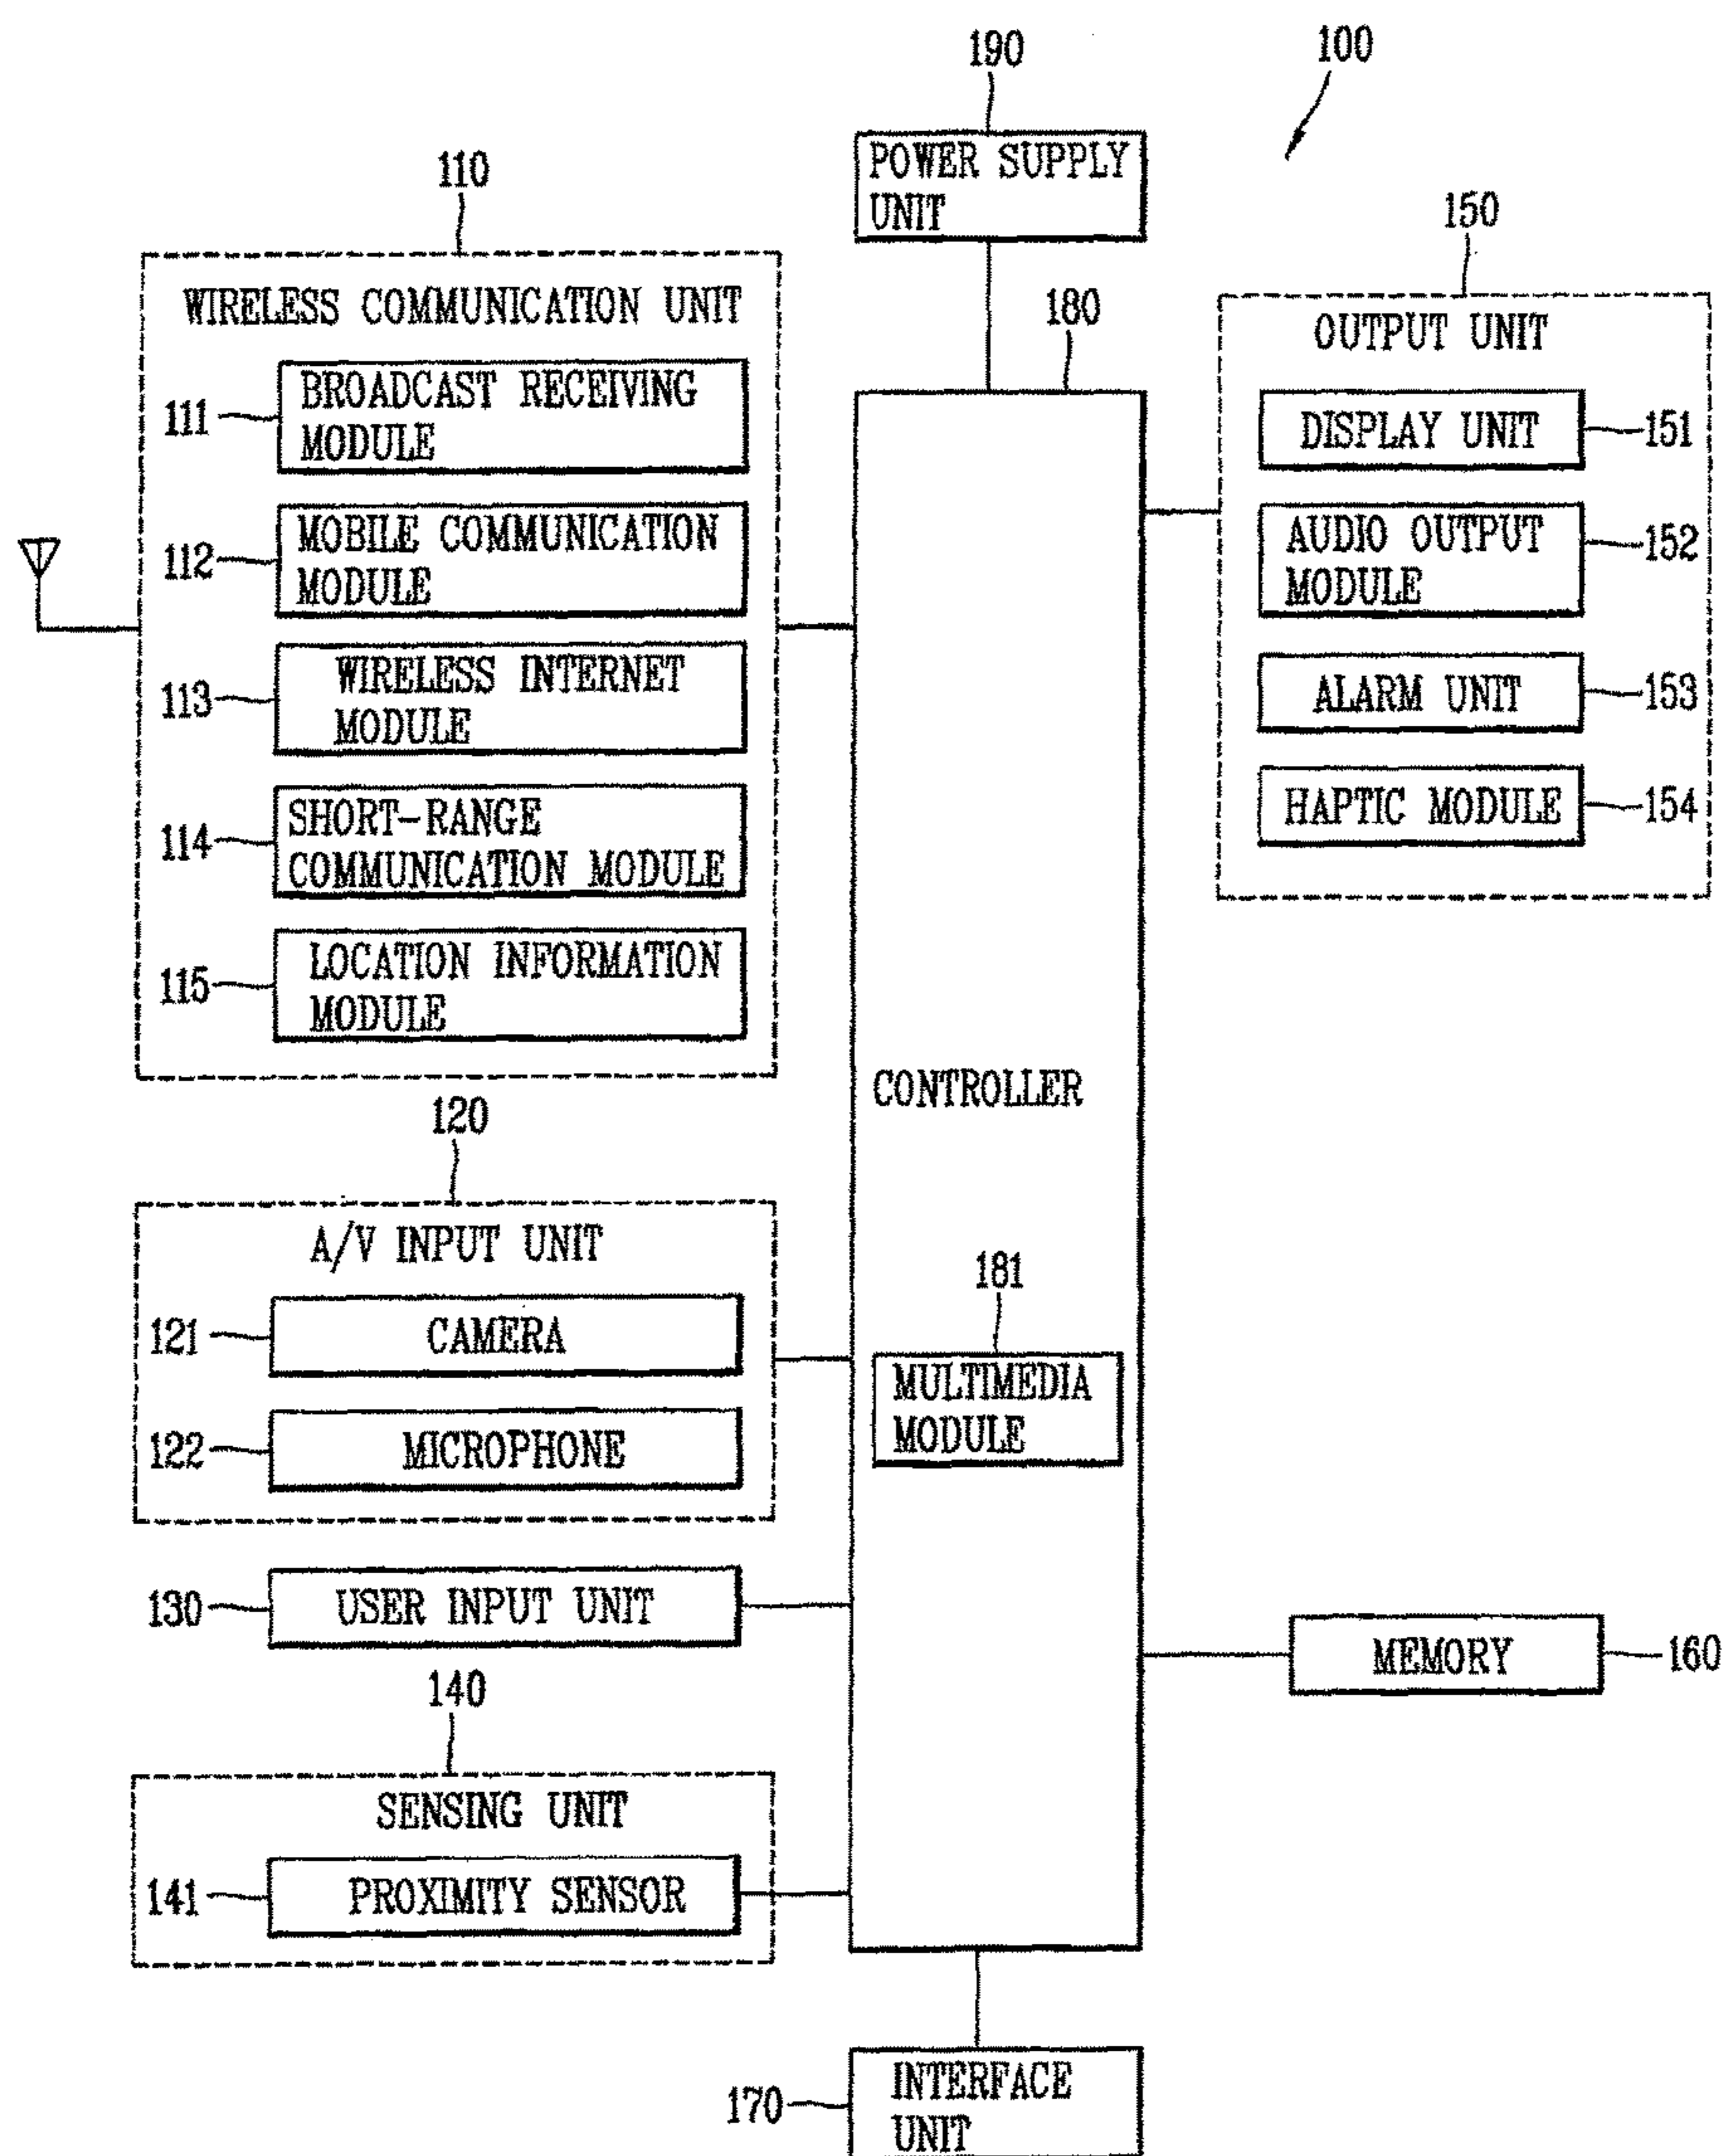 190
100
POWER SUPPLY
UNIT
110
WIRELESS COMMUNICATION UNIT
111
BROADCAST RECEIVING
MODULE
112
MOBILE COMMUNICATION
MODULE
113
WIRELESS INTERNET
MODULE
114
SHORT-RANGE
COMMUNICATION MODULE
115
LOCATION INFORMATION
MODULE
180
CONTROLLER
181
MULTIMEDIA
MODULE
150
OUTPUT UNIT
DISPLAY UNIT
151
AUDIO OUTPUT
MODULE
152
ALARM UNIT
153
HAPTIC MODULE
154
120
A/V INPUT UNIT
121
CAMERA
122
MICROPHONE
130
USER INPUT UNIT
MEMORY
160
140
SENSING UNIT
141
PROXIMITY SENSOR
170
INTERFACE
UNIT